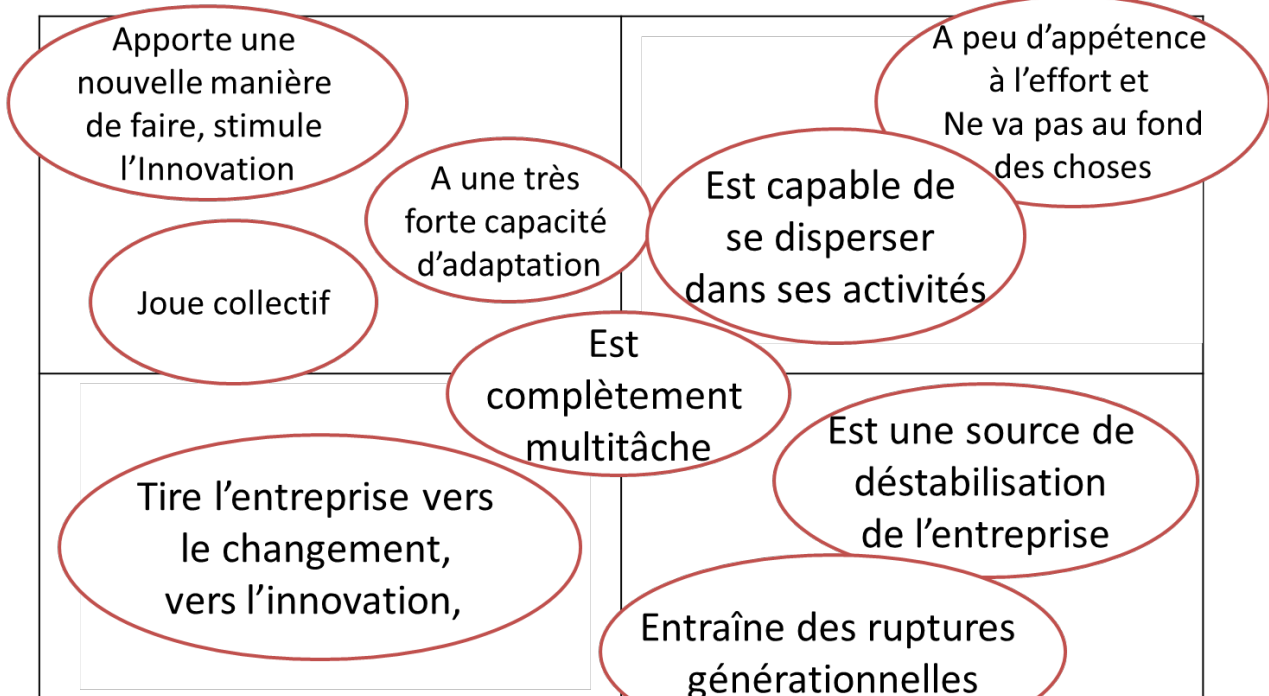 Apporte une
nouvelle manière
de faire, stimule
l’Innovation
A peu d’appétence
à l’effort et
Ne va pas au fond
des choses
A une très
forte capacité
d’adaptation
Est capable de
se disperser
dans ses activités
Joue collectif
Est
complètement
multitâche
Est une source de
déstabilisation
de l’entreprise
Tire l’entreprise vers
le changement,
vers l’innovation,
Entraîne des ruptures
générationnelles